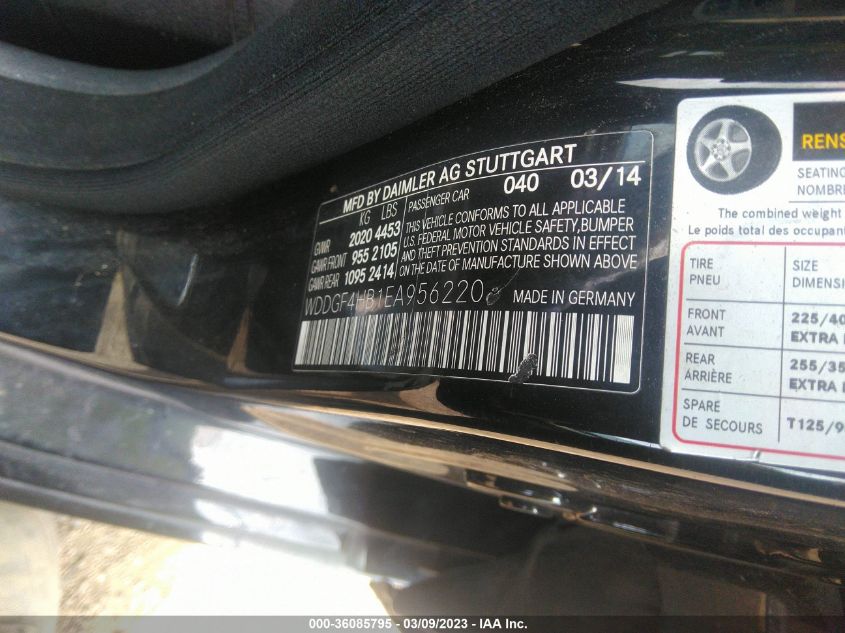 MFD BY DAIMLER AG STUTTGART
KG LBS PASSENGER CAR 040 03/14
GVWR 2020 4453
GAWR FRONT 955 2105
GAWR REAR 1095 2414
THIS VEHICLE CONFORMS TO ALL APPLICABLE
U.S. FEDERAL MOTOR VEHICLE SAFETY, BUMPER
AND THEFT PREVENTION STANDARDS IN EFFECT
ON THE DATE OF MANUFACTURE SHOWN ABOVE
WDDGF4HB1EA956220
RENS
SEATING
NOMBRE
The combined weight
Le poids total des occupant
TIRE SIZE
PNEU DIMENSI
FRONT 225/40
AVANT EXTRA
REAR 255/35
ARRIÈRE EXTRA
SPARE
DE SECOURS T125/9
000-36085795 - 03/09/2023 - IAA Inc.